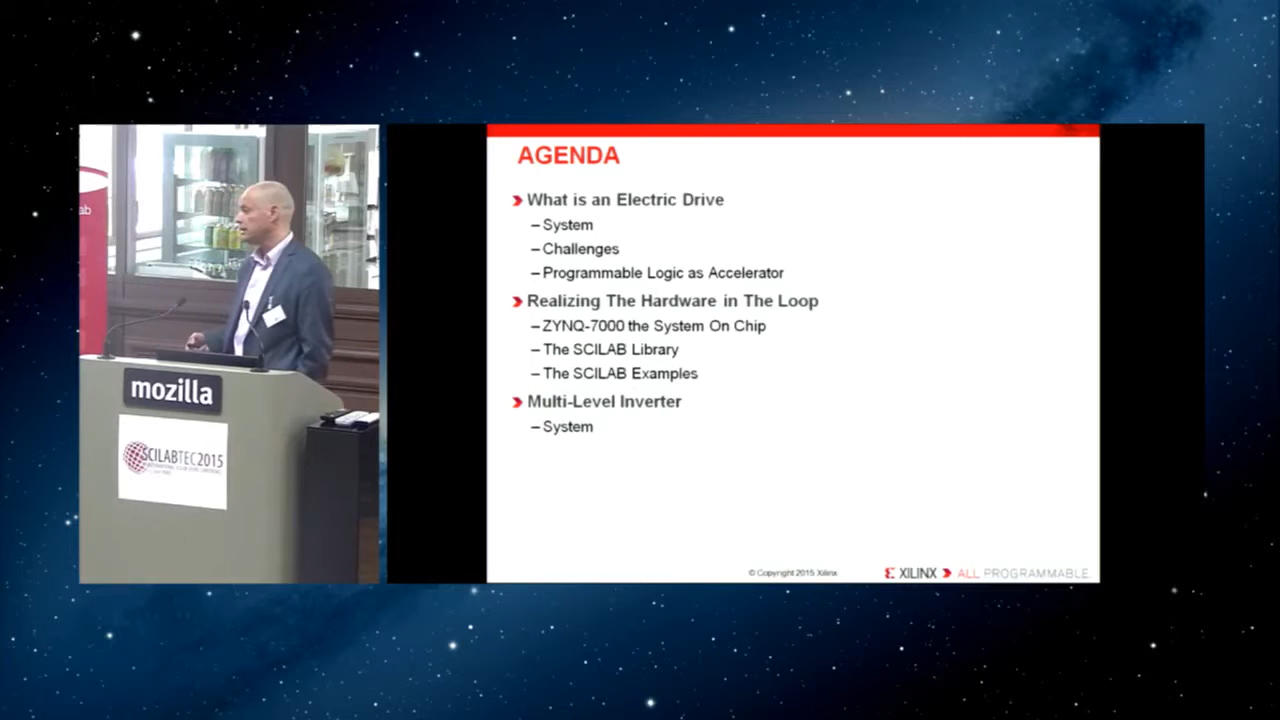 ab
mozilla
SCILABTEC2015
AGENDA
What is an Electric Drive
– System
– Challenges
– Programmable Logic as Accelerator
Realizing The Hardware in The Loop
– ZYNQ-7000 the System On Chip
– The SCILAB Library
– The SCILAB Examples
Multi-Level Inverter
– System
© Copyright 2015 Xilinx
XILINX ALL PROGRAMMABLE.